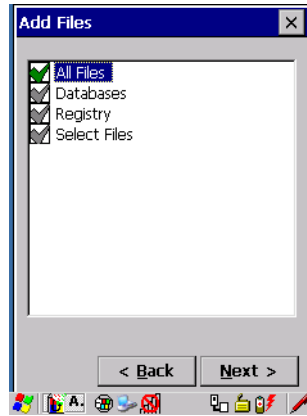 Add Files
All Files
Databases
Registry
Select Files
< Back
Next >
A.